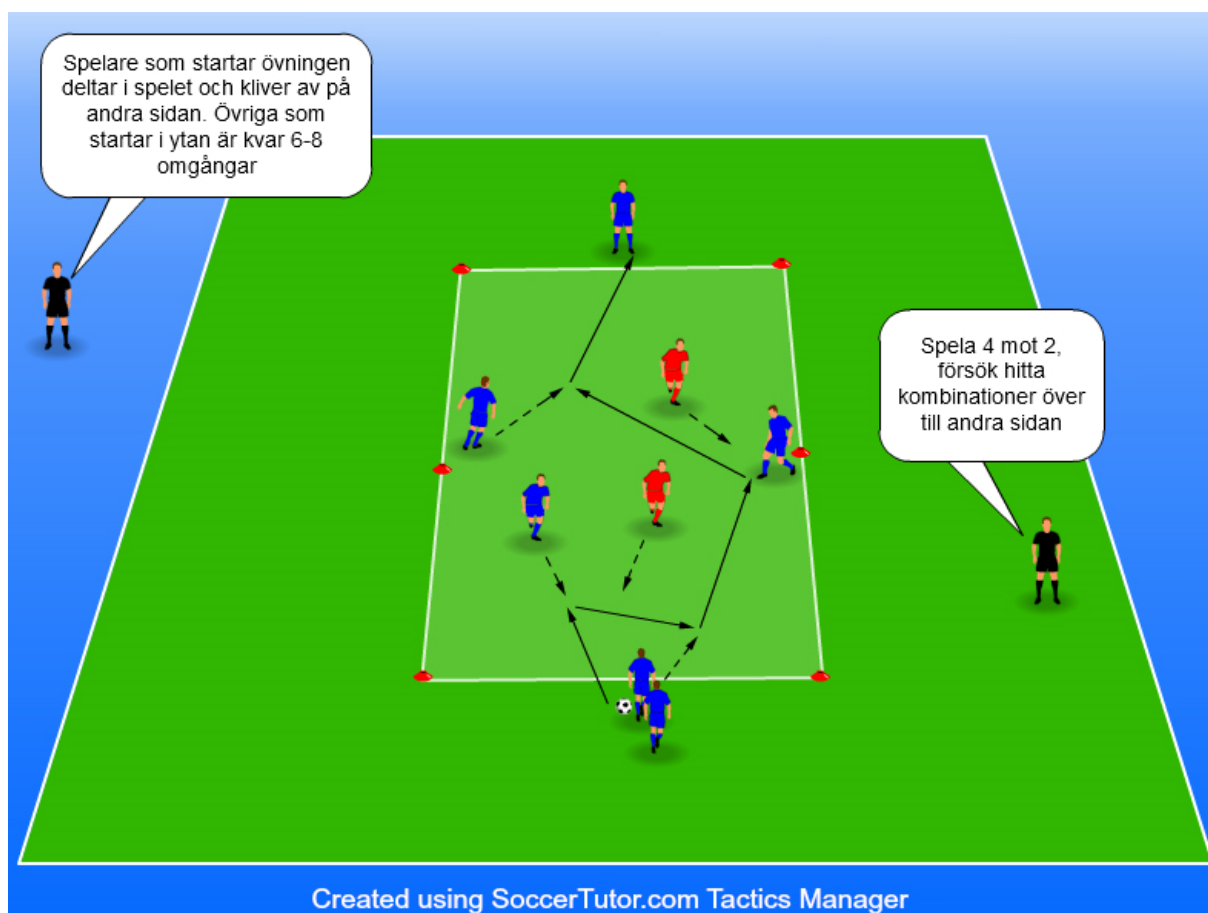 Spelare som startar övningen
deltar i spelet och kliver av på
andra sidan. Övriga som
startar i ytan är kvar 6-8
omgångar
Spela 4 mot 2,
försök hitta
kombinationer över
till andra sidan
Created using SoccerTutor.com Tactics Manager